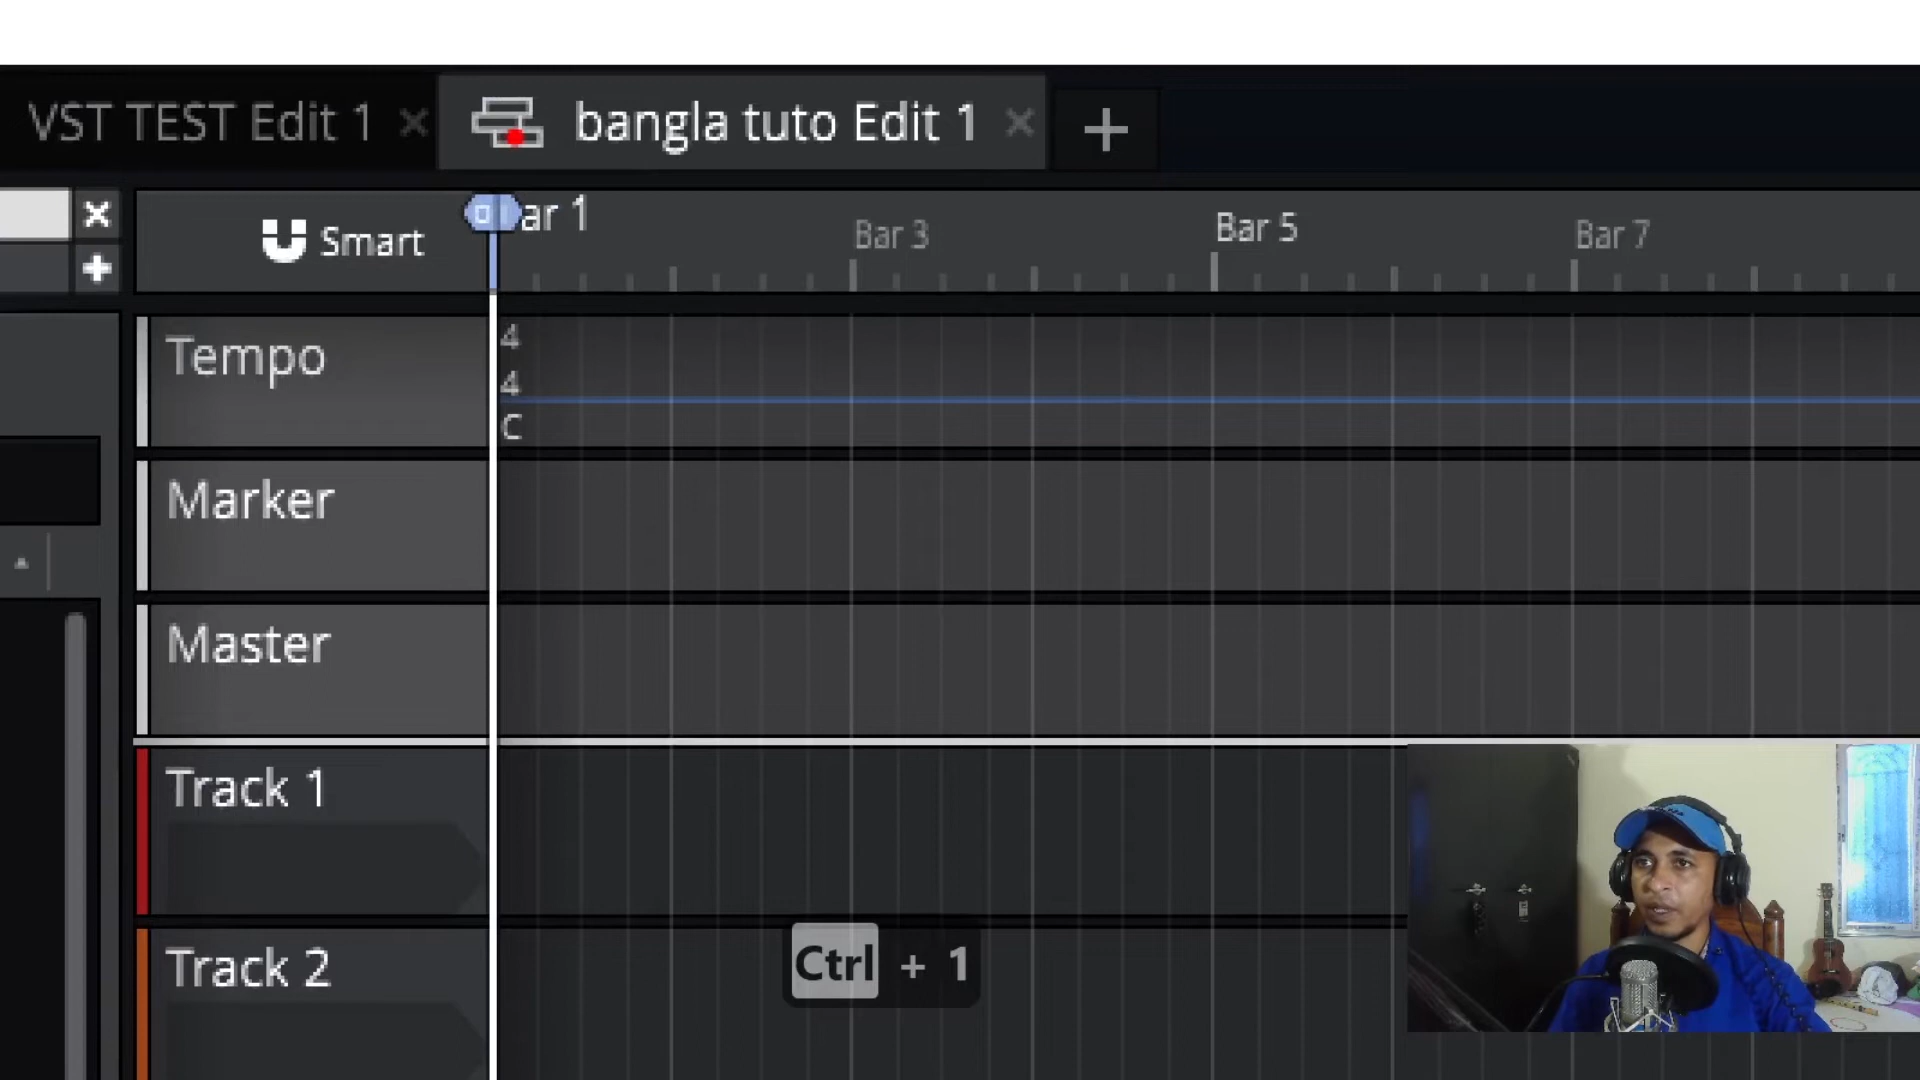 VST TEST Edit 1
bangla tuto Edit 1
Smart
ar 1
Bar 3
Bar 5
Bar 7
Tempo
4
4
C
Marker
Master
Track 1
Track 2
Ctrl + 1